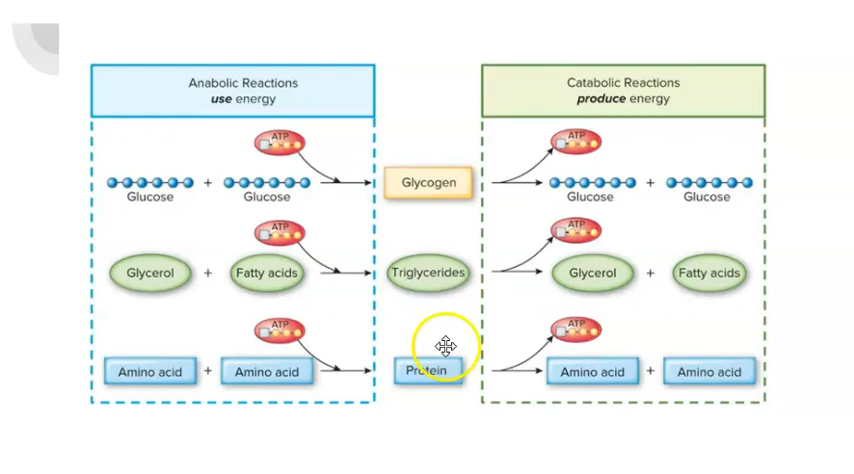 Anabolic Reactions
use energy
Catabolic Reactions
produce energy
ATP
ATP
Glucose
+
Glucose
Glycogen
Glucose
+
Glucose
ATP
ATP
Glycerol
+
Fatty acids
Triglycerides
Glycerol
+
Fatty acids
ATP
ATP
Amino acid
+
Amino acid
Protein
Amino acid
+
Amino acid